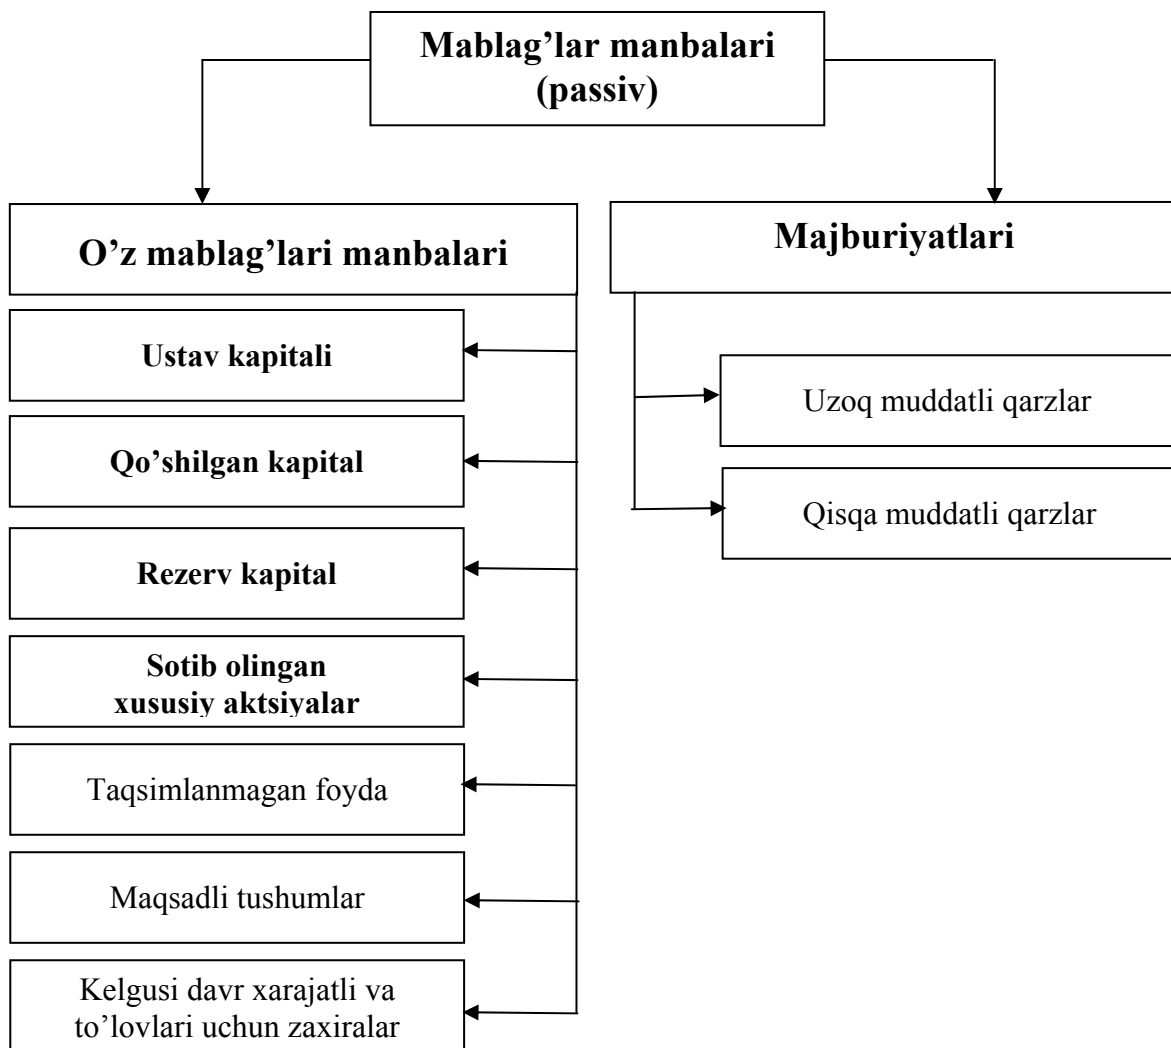 Mablag’lar manbalari
(passiv)
O’z mablag’lari manbalari
Majburiyatlari
Ustav kapitali
Qo’shilgan kapital
Rezerv kapital
Sotib olingan
xususiy aktsiyalar
Taqsimlanmagan foyda
Maqsadli tushumlar
Kelgusi davr xarajatli va
to’lovlari uchun zaxiralar
Uzoq muddatli qarzlar
Qisqa muddatli qarzlar